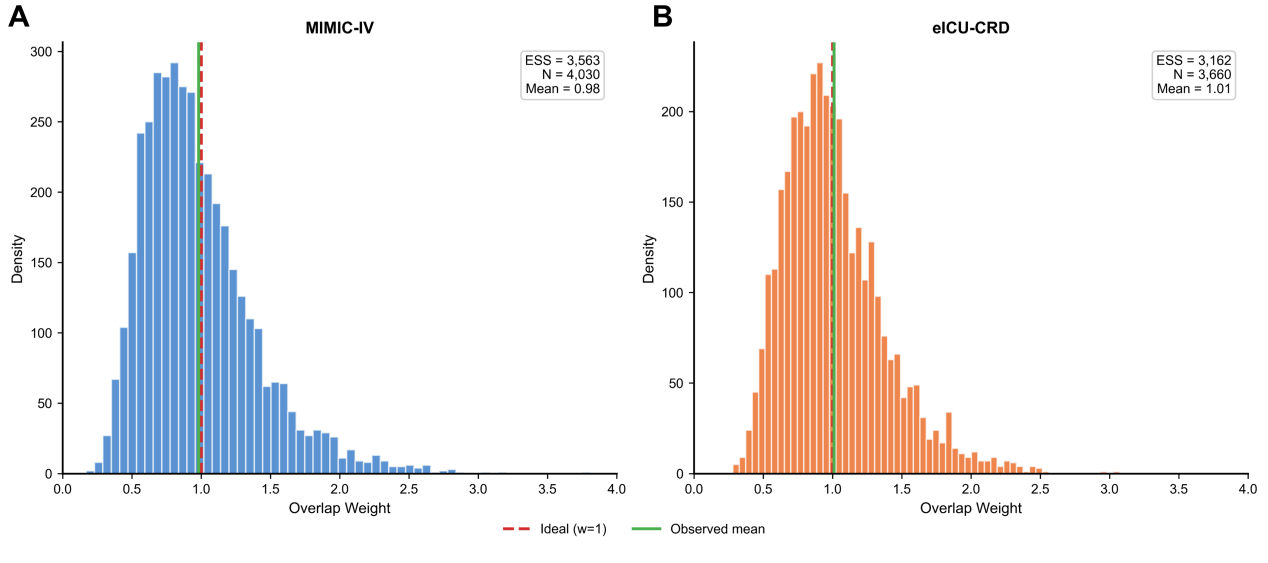 A
MIMIC-IV
ESS = 3,563
N = 4,030
Mean = 0.98
Density
300
250
200
150
100
50
0
0.0 0.5 1.0 1.5 2.0 2.5 3.0 3.5 4.0
Overlap Weight
B
eICU-CRD
ESS = 3,162
N = 3,660
Mean = 1.01
Density
200
150
100
50
0
0.0 0.5 1.0 1.5 2.0 2.5 3.0 3.5 4.0
Overlap Weight
Ideal (w=1) Observed mean